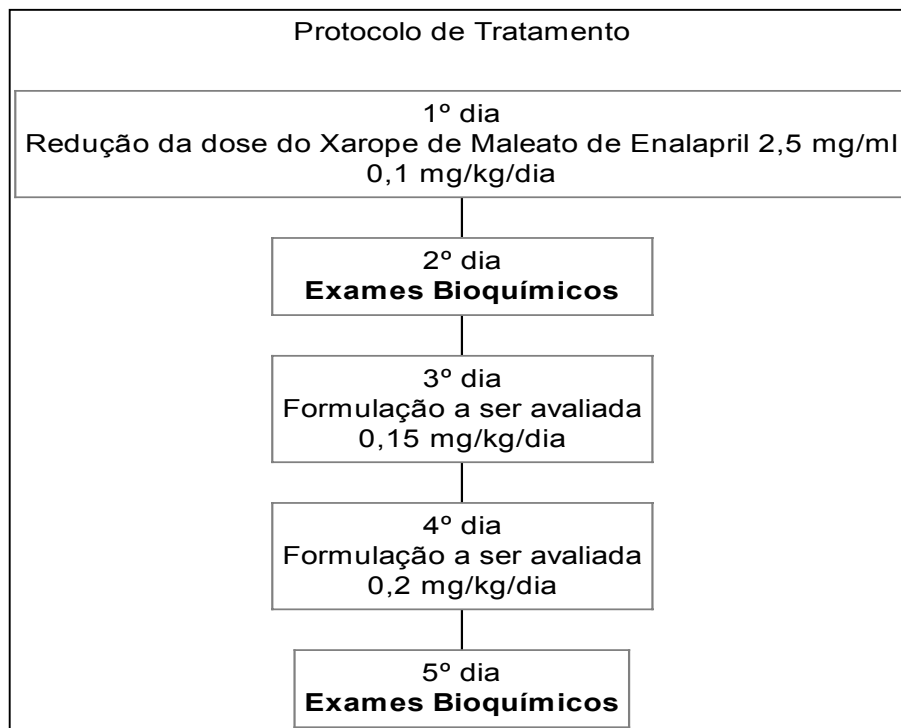 Protocolo de Tratamento
1º dia
Redução da dose do Xarope de Maleato de Enalapril 2,5 mg/ml
0,1 mg/kg/dia
2º dia
Exames Bioquímicos
3º dia
Formulação a ser avaliada
0,15 mg/kg/dia
4º dia
Formulação a ser avaliada
0,2 mg/kg/dia
5º dia
Exames Bioquímicos